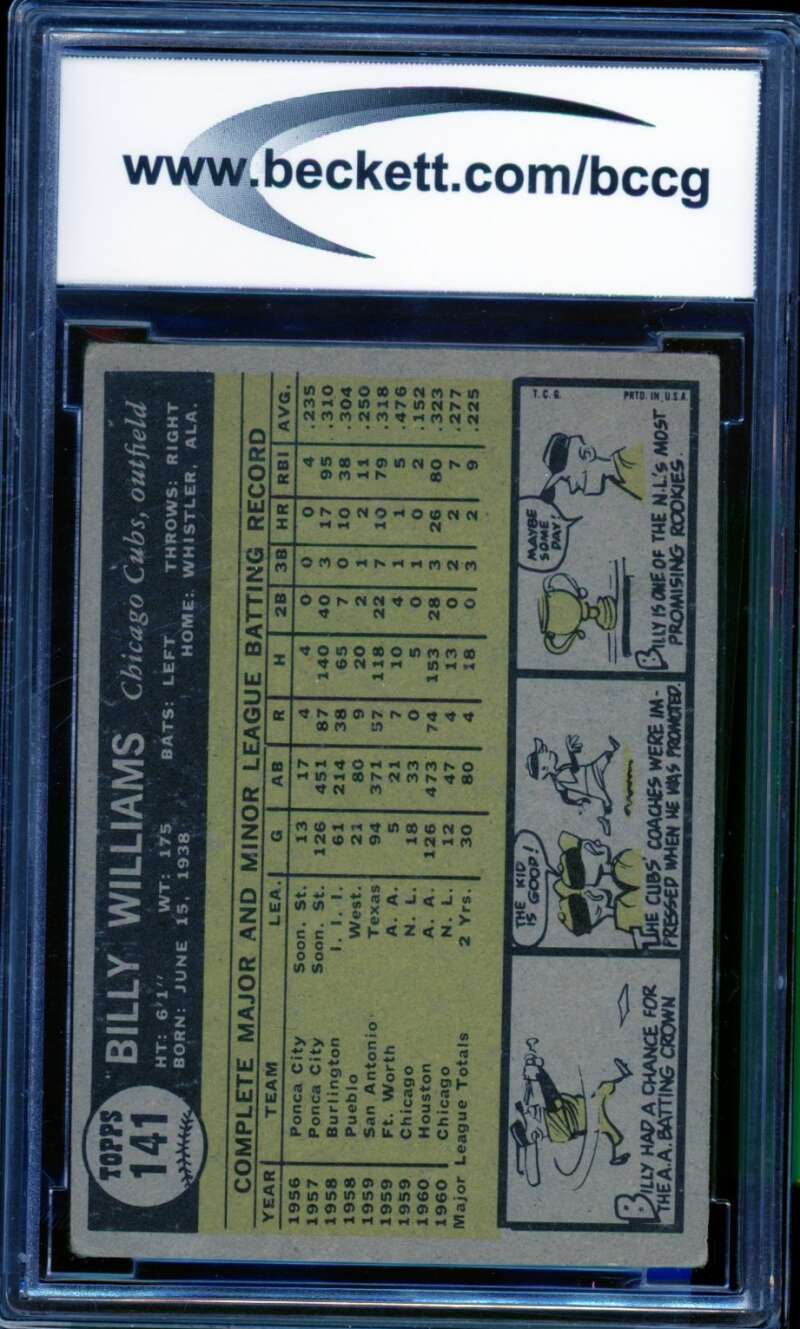 www.beckett.com/bccg
TOPPS
141
BILLY WILLIAMS Chicago Cubs, outfield
HT: 6'1" WT: 175 BATS: LEFT THROWS: RIGHT
BORN: JUNE 15, 1938 HOME: WHISTLER, ALA.
COMPLETE MAJOR AND MINOR LEAGUE BATTING RECORD
YEAR TEAM LEA. G AB R H 2B 3B HR RBI AVG.
1956 Ponca City Soon. St. 13 17 4 4 0 0 0 4 .235
1957 Ponca City Soon. St. 126 451 87 140 40 3 17 95 .310
1958 Burlington I. I. I. 61 214 38 65 7 0 10 38 .304
1958 Pueblo West. 21 80 9 20 2 1 2 11 .250
1959 San Antonio Texas 94 371 57 118 22 7 10 79 .318
1959 Ft. Worth A. A. 5 21 7 10 4 1 1 5 .476
1959 Chicago N. L. 18 33 0 5 0 1 0 2 .152
1960 Houston A. A. 126 473 74 153 28 3 26 80 .323
1960 Chicago N. L. 12 47 4 13 0 2 2 7 .277
Major League Totals 2 Yrs. 30 80 4 18 0 3 2 9 .225
BILLY HAD A CHANCE FOR
THE A.A. BATTING CROWN
THE KID
IS GOOD!
THE CUBS' COACHES WERE IM-
PRESSED WHEN HE WAS PROMOTED.
MAYBE
SOME
DAY!
BILLY IS ONE OF THE N.L.'S MOST
PROMISING ROOKIES.
T.C.G. PRTD. IN U.S.A.